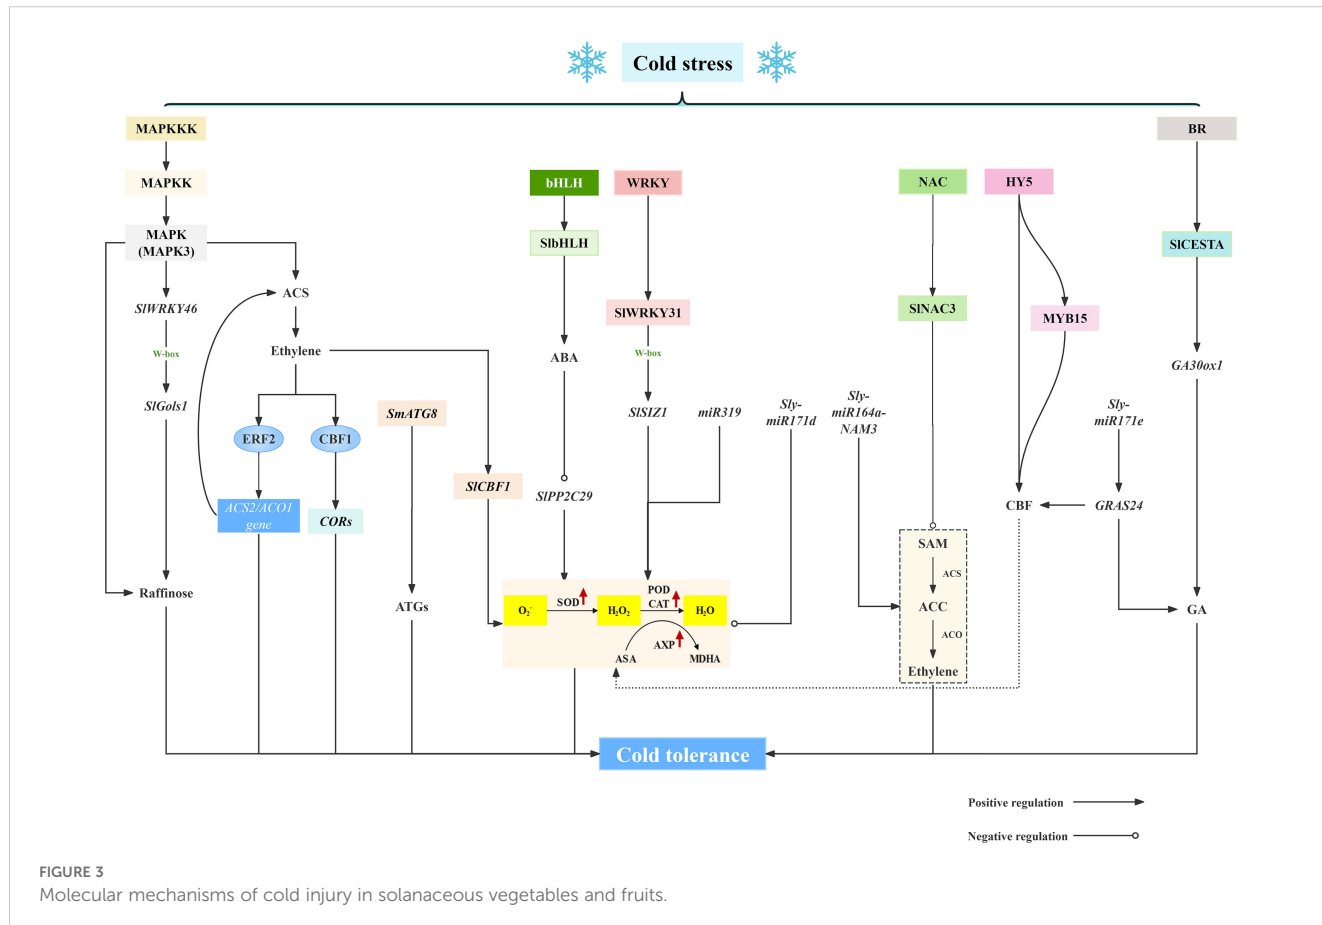 Cold stress
MAPKKK
BR
MAPKK
bHLH
WRKY
NAC
HY5
MAPK
(MAPK3)
SlbHLH
SlCESTA
ACS
SlWRKY46
SlWRKY31
SlNAC3
MYB15
W-box
Ethylene
W-box
ABA
GA30ox1
SlGols1
SmATG8
SlSIZ1
miR319
Sly-
miR171d
Sly-
miR164a-
NAM3
Sly-
miR171e
ERF2
CBF1
SlCBF1
SlPP2C29
CBF
GRAS24
ACS2/ACO1
gene
CORs
SAM
ACS
Raffinose
ATGs
O₂⁻
SOD
H₂O₂
POD
CAT
H₂O
ACC
GA
ACO
ASA
AXP
MDHA
Ethylene
Cold tolerance
Positive regulation
Negative regulation
FIGURE 3
Molecular mechanisms of cold injury in solanaceous vegetables and fruits.